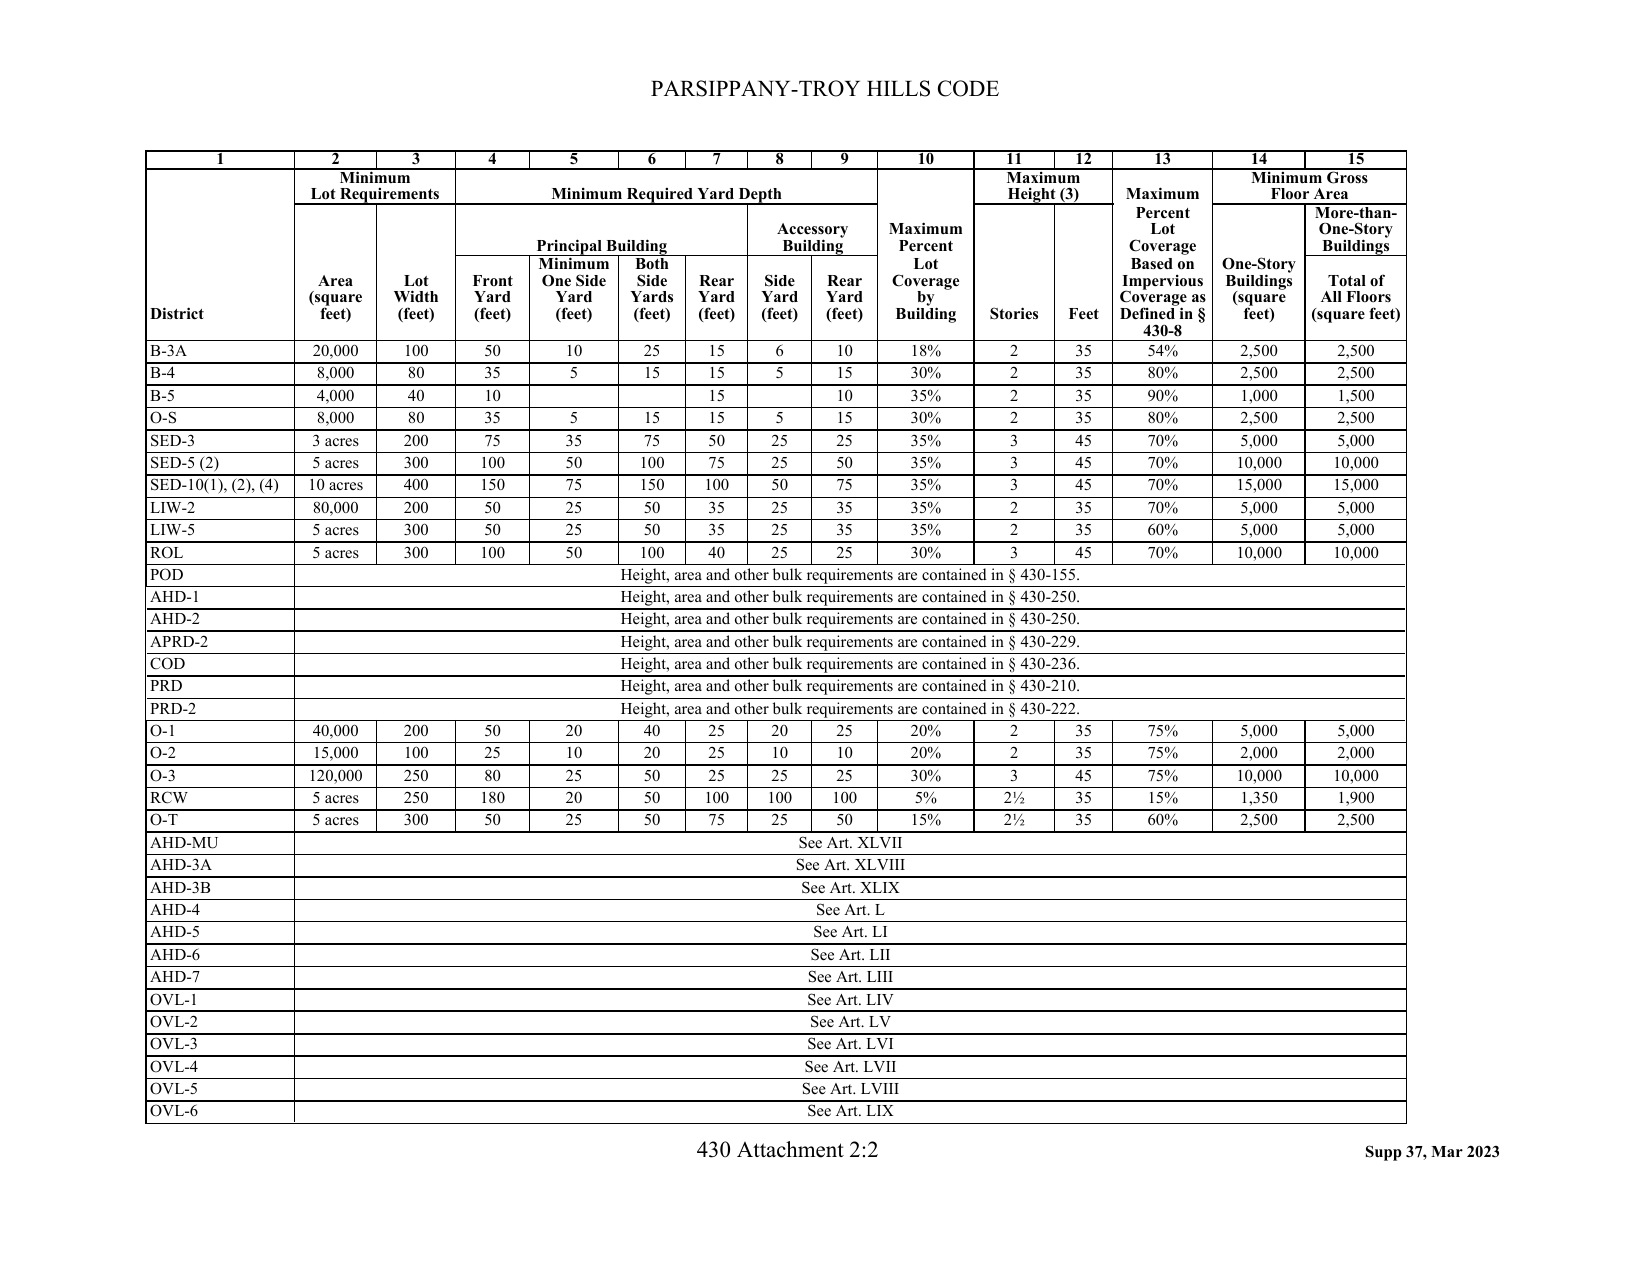 PARSIPPANY-TROY HILLS CODE
1 2 3 4 5 6 7 8 9 10 11 12 13 14 15
District
Minimum
Lot Requirements
Area
(square
feet)
Lot
Width
(feet)
Minimum Required Yard Depth
Principal Building
Front
Yard
(feet)
Minimum
One Side
Yard
(feet)
Both
Side
Yards
(feet)
Rear
Yard
(feet)
Accessory
Building
Side
Yard
(feet)
Rear
Yard
(feet)
Maximum
Percent
Lot
Coverage
by
Building
Maximum
Height (3)
Stories
Feet
Maximum
Percent
Lot
Coverage
Based on
Impervious
Coverage as
Defined in §
430-8
Minimum Gross
Floor Area
One-Story
Buildings
(square
feet)
More-than-
One-Story
Buildings
Total of
All Floors
(square feet)
B-3A 20,000 100 50 10 25 15 6 10 18% 2 35 54% 2,500 2,500
B-4 8,000 80 35 5 15 15 5 15 30% 2 35 80% 2,500 2,500
B-5 4,000 40 10 15 10 35% 2 35 90% 1,000 1,500
O-S 8,000 80 35 5 15 15 5 15 30% 2 35 80% 2,500 2,500
SED-3 3 acres 200 75 35 75 50 25 25 35% 3 45 70% 5,000 5,000
SED-5 (2) 5 acres 300 100 50 100 75 25 50 35% 3 45 70% 10,000 10,000
SED-10(1), (2), (4) 10 acres 400 150 75 150 100 50 75 35% 3 45 70% 15,000 15,000
LIW-2 80,000 200 50 25 50 35 25 35 35% 2 35 70% 5,000 5,000
LIW-5 5 acres 300 50 25 50 35 25 35 35% 2 35 60% 5,000 5,000
ROL 5 acres 300 100 50 100 40 25 25 30% 3 45 70% 10,000 10,000
POD Height, area and other bulk requirements are contained in § 430-155.
AHD-1 Height, area and other bulk requirements are contained in § 430-250.
AHD-2 Height, area and other bulk requirements are contained in § 430-250.
APRD-2 Height, area and other bulk requirements are contained in § 430-229.
COD Height, area and other bulk requirements are contained in § 430-236.
PRD Height, area and other bulk requirements are contained in § 430-210.
PRD-2 Height, area and other bulk requirements are contained in § 430-222.
O-1 40,000 200 50 20 40 25 20 25 20% 2 35 75% 5,000 5,000
O-2 15,000 100 25 10 20 25 10 10 20% 2 35 75% 2,000 2,000
O-3 120,000 250 80 25 50 25 25 25 30% 3 45 75% 10,000 10,000
RCW 5 acres 250 180 20 50 100 100 100 5% 2½ 35 15% 1,350 1,900
O-T 5 acres 300 50 25 50 75 25 50 15% 2½ 35 60% 2,500 2,500
AHD-MU See Art. XLVII
AHD-3A See Art. XLVIII
AHD-3B See Art. XLIX
AHD-4 See Art. L
AHD-5 See Art. LI
AHD-6 See Art. LII
AHD-7 See Art. LIII
OVL-1 See Art. LIV
OVL-2 See Art. LV
OVL-3 See Art. LVI
OVL-4 See Art. LVII
OVL-5 See Art. LVIII
OVL-6 See Art. LIX
430 Attachment 2:2
Supp 37, Mar 2023